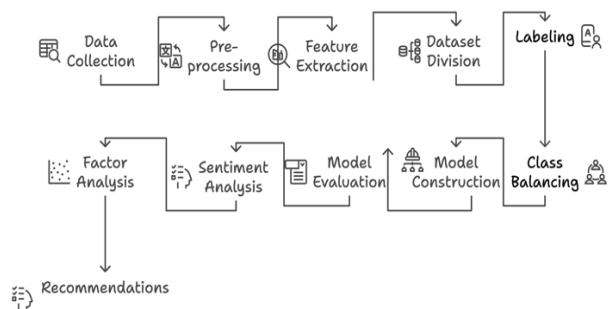 Data
Collection
Pre-
processing
Feature
Extraction
Dataset
Division
Labeling
Factor
Analysis
Sentiment
Analysis
Model
Evaluation
Model
Construction
Class
Balancing
Recommendations